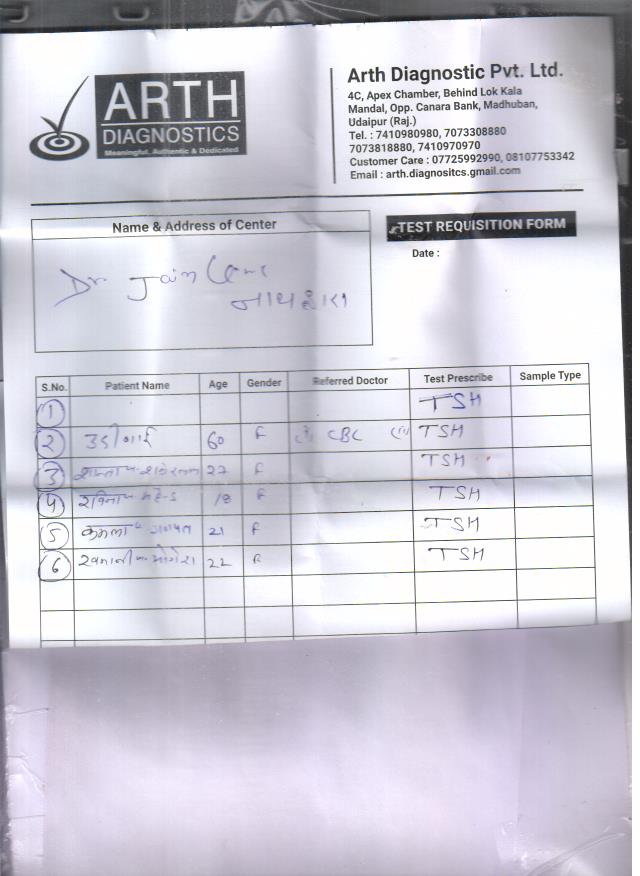 ARTH
DIAGNOSTICS
Meaningful, Authentic & Dedicated
Arth Diagnostic Pvt. Ltd.
4C, Apex Chamber, Behind Lok Kala
Mandal, Opp. Canara Bank, Madhuban,
Udaipur (Raj.)
Tel. : 7410980980, 7073308880
7073818880, 7410970970
Customer Care : 07725992990, 08107753342
Email : arth.diagnositcs.gmail.com
Name & Address of Center
TEST REQUISITION FORM
Date :
Dr Jain
S.No. Patient Name Age Gender Referred Doctor Test Prescribe Sample Type
1 TSH
2 60 F CBC TSH
3 F TSH
4 18 F TSH
5 कमला 21 F TSH
6 22 F TSH